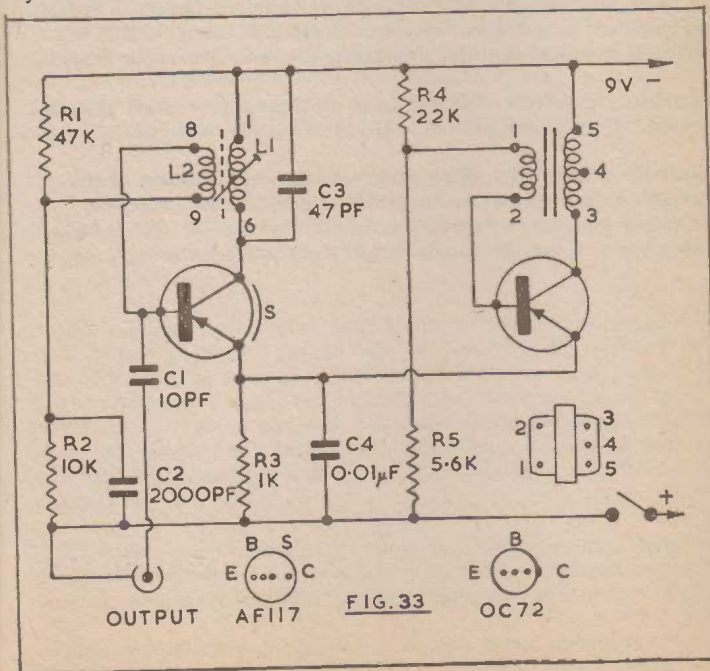 9V −
R1
47K
8
1
L1
L2
9
6
C3
47PF
R4
22K
1
2
5
4
3
S
C1
10PF
R2
10K
C2
2000PF
R3
1K
C4
0·01µF
R5
5·6K
2
1
3
4
5
+
OUTPUT
B S
E C
AF117
FIG.33
B
E C
OC72